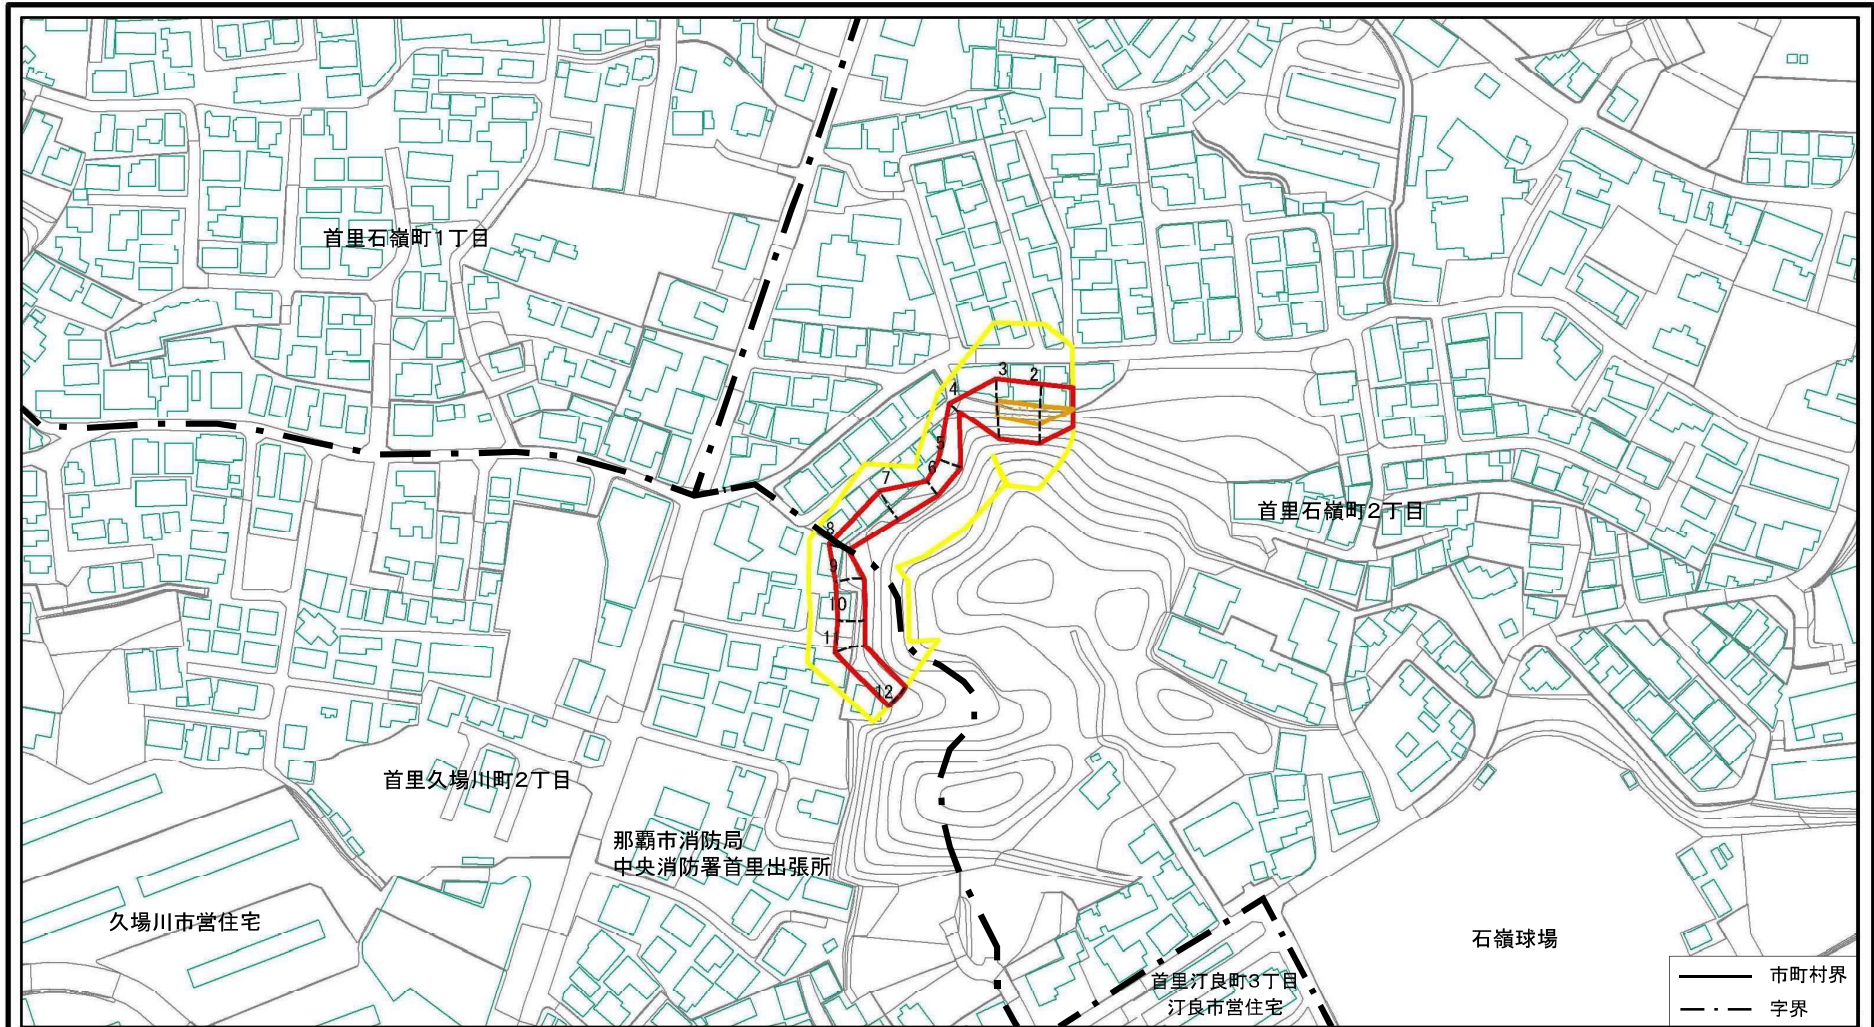 首里石嶺町1丁目
3
2
4
5
6
7
首里石嶺町2丁目
8
9
10
11
12
首里久場川町2丁目
那覇市消防局
中央消防署首里出張所
久場川市営住宅
石嶺球場
首里汀良町3丁目
汀良市営住宅
市町村界
字界